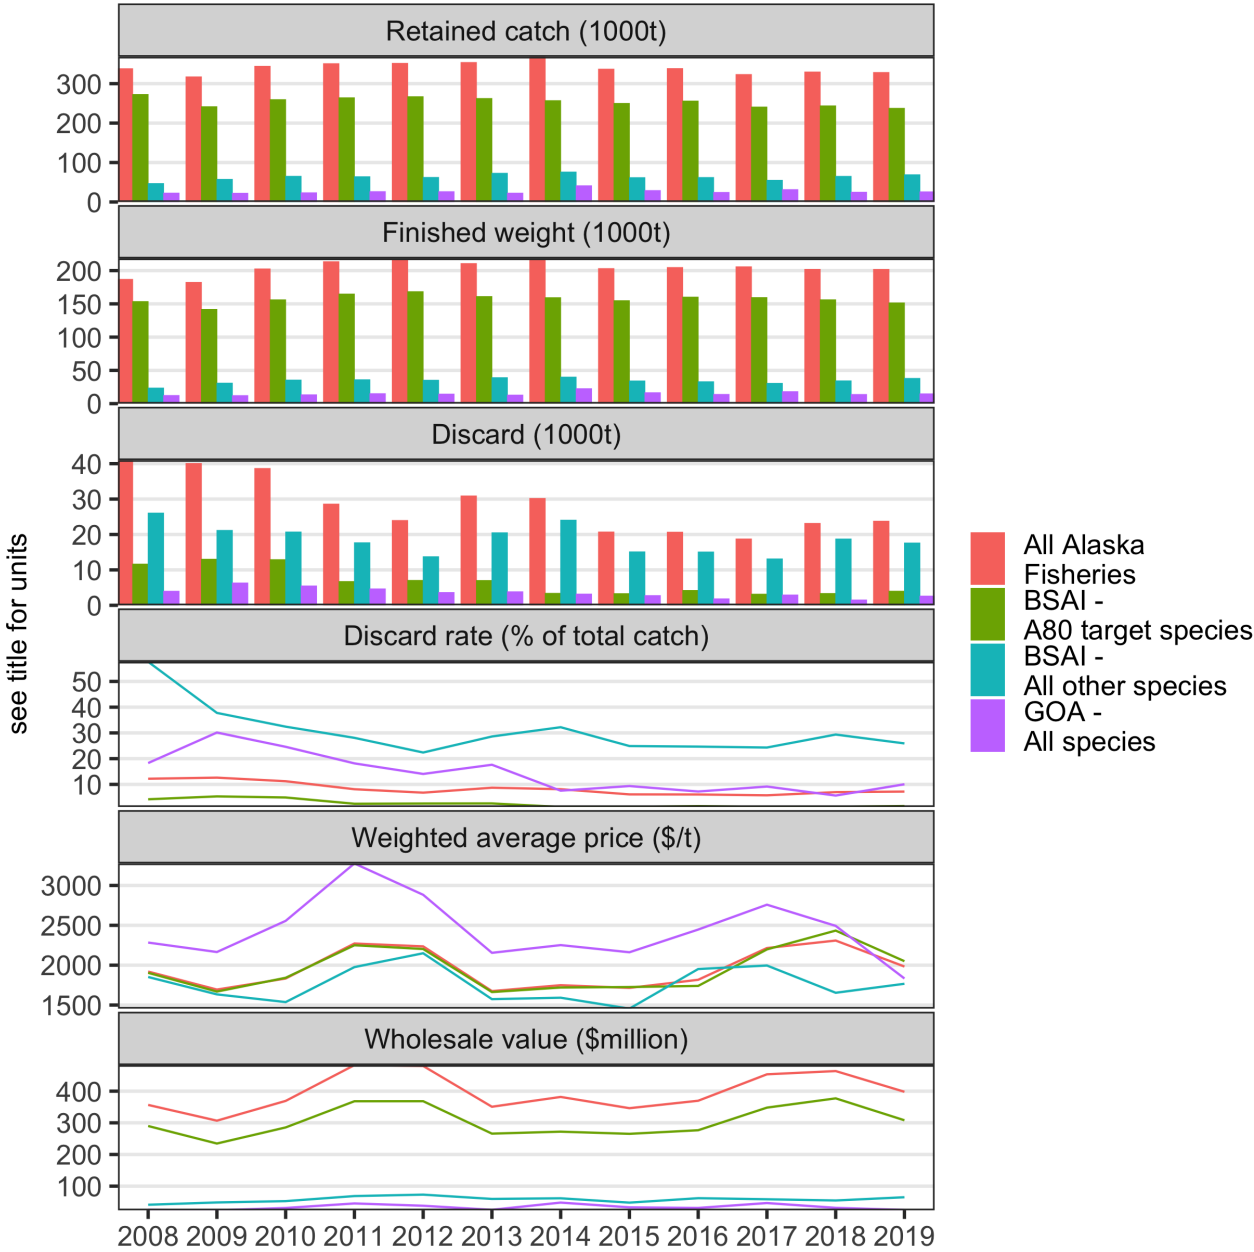 Retained catch (1000t)
300
200
100
0
Finished weight (1000t)
200
150
100
50
0
Discard (1000t)
40
30
20
10
0
Discard rate (% of total catch)
50
40
30
20
10
Weighted average price ($/t)
3000
2500
2000
1500
Wholesale value ($million)
400
300
200
100
2008 2009 2010 2011 2012 2013 2014 2015 2016 2017 2018 2019
see title for units
All Alaska
Fisheries
BSAI -
A80 target species
BSAI -
All other species
GOA -
All species